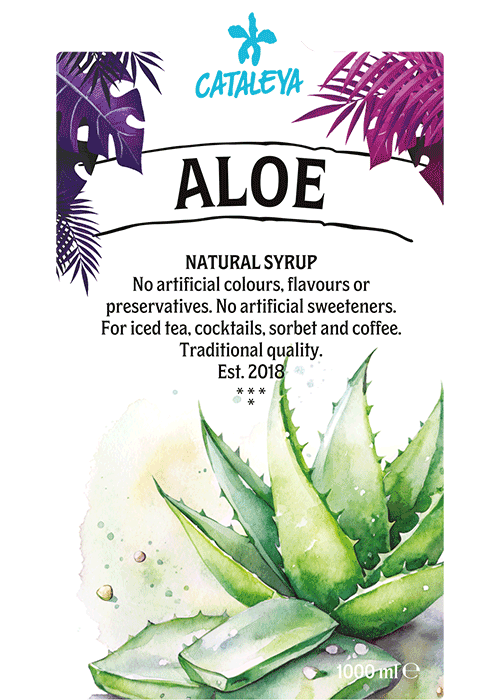 CATALEYA
ALOE
NATURAL SYRUP
No artificial colours, flavours or
preservatives. No artificial sweeteners.
For iced tea, cocktails, sorbet and coffee.
Traditional quality.
Est. 2018
* * *
*
1000 ml ℮